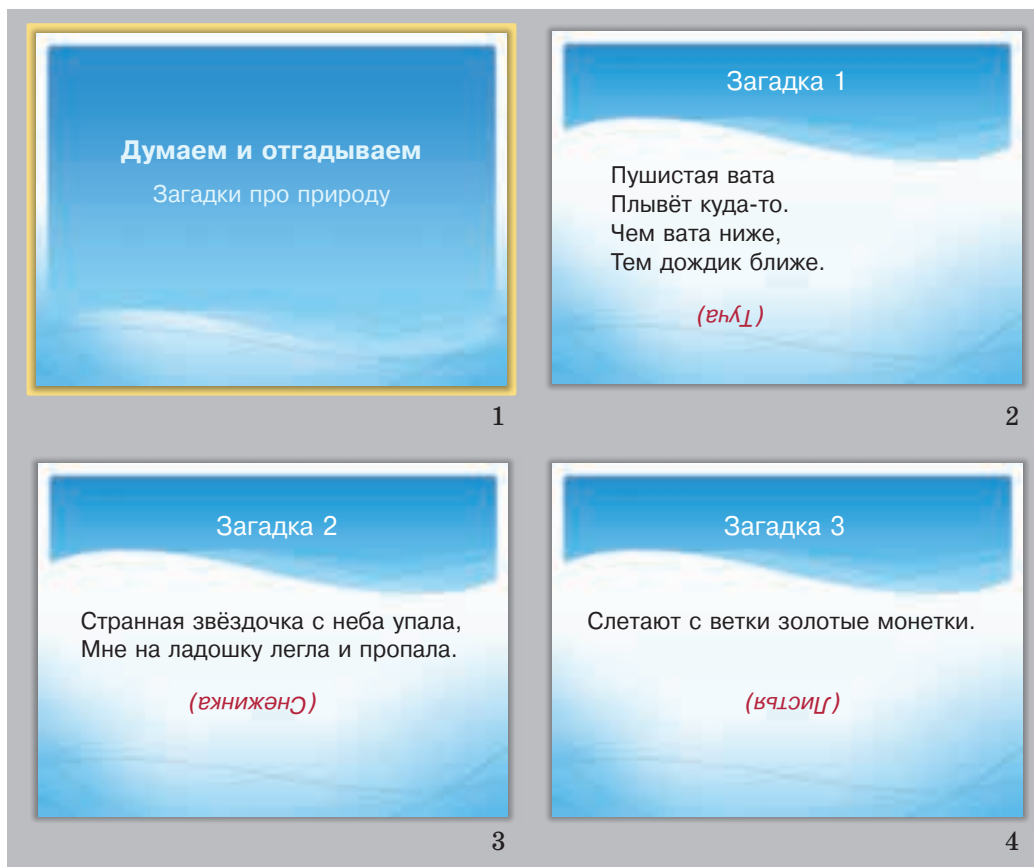 Думаем и отгадываем
Загадки про природу
1
Загадка 1
Пушистая вата
Плывёт куда-то.
Чем вата ниже,
Тем дождик ближе.
(Туча)
2
Загадка 2
Странная звёздочка с неба упала,
Мне на ладошку легла и пропала.
(Снежинка)
3
Загадка 3
Слетают с ветки золотые монетки.
(Листья)
4